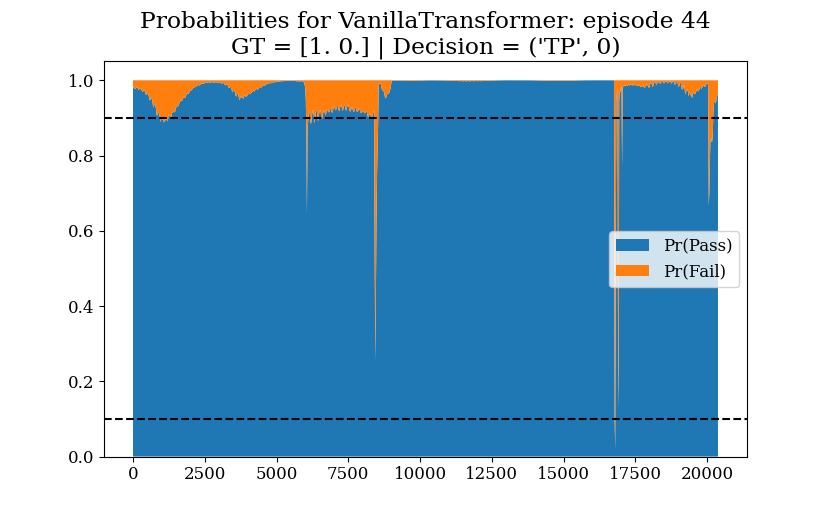 Probabilities for VanillaTransformer: episode 44
GT = [1. 0.] | Decision = ('TP', 0)
1.0
0.8
0.6
0.4
0.2
0.0
Pr(Pass)
Pr(Fail)
0 2500 5000 7500 10000 12500 15000 17500 20000